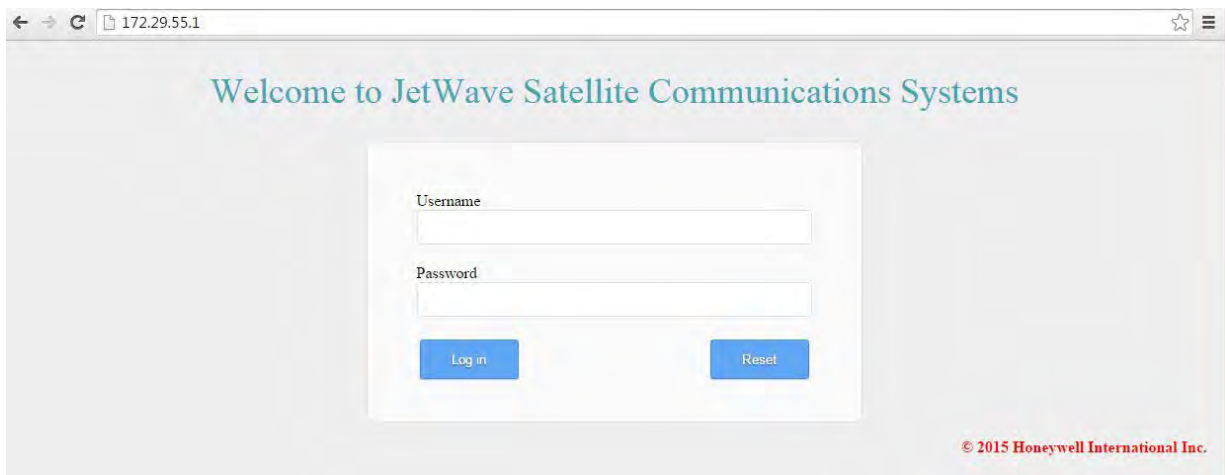 172.29.55.1
Welcome to JetWave Satellite Communications Systems
Username
Password
Log in
Reset
© 2015 Honeywell International Inc.